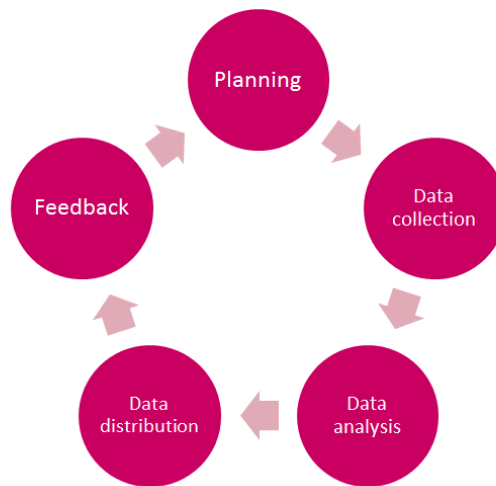 Planning
Data
collection
Data
analysis
Data
distribution
Feedback